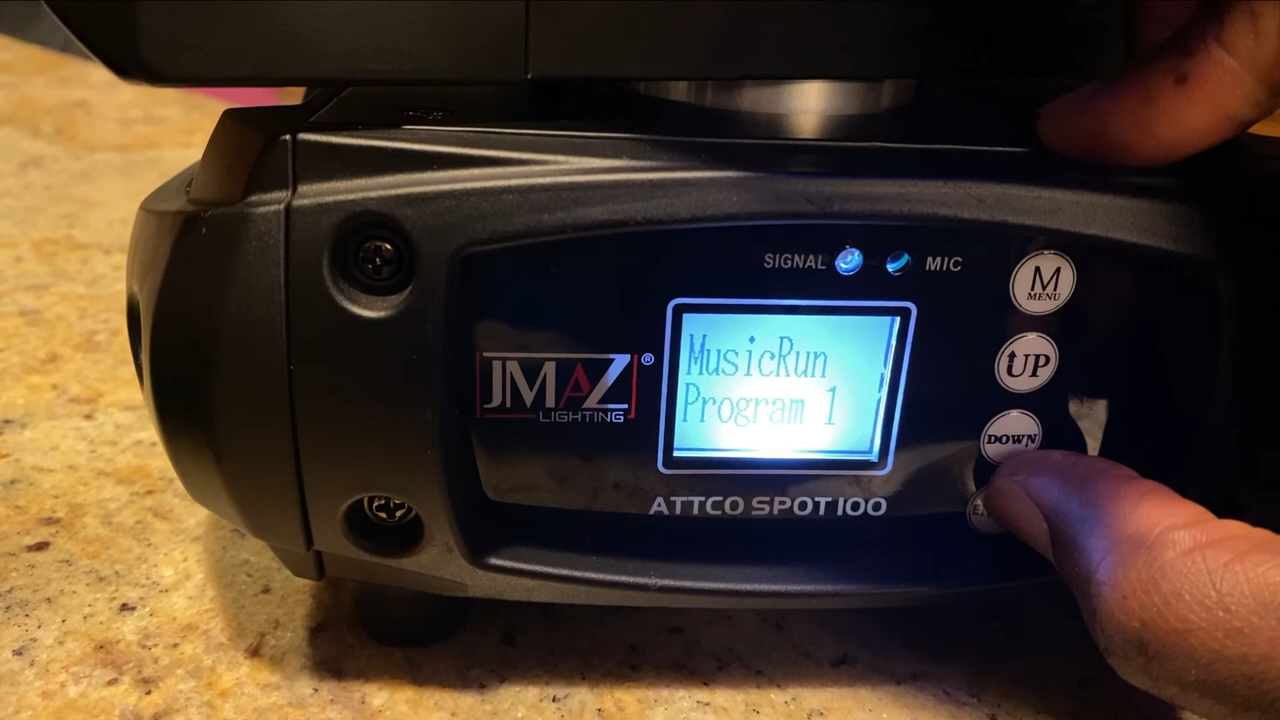 SIGNAL MIC
M
MENU
UP
MusicRun
Program 1
JMAZ®
LIGHTING
DOWN
ATTCO SPOT 100